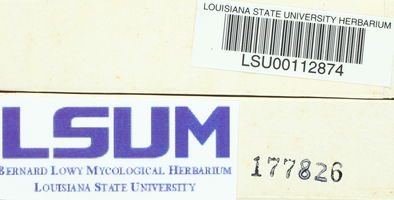 LOUISIANA STATE UNIVERSITY HERBARIUM
LSU00112874
LSUM
BERNARD LOWY MYCOLOGICAL HERBARIUM
LOUISIANA STATE UNIVERSITY
177826